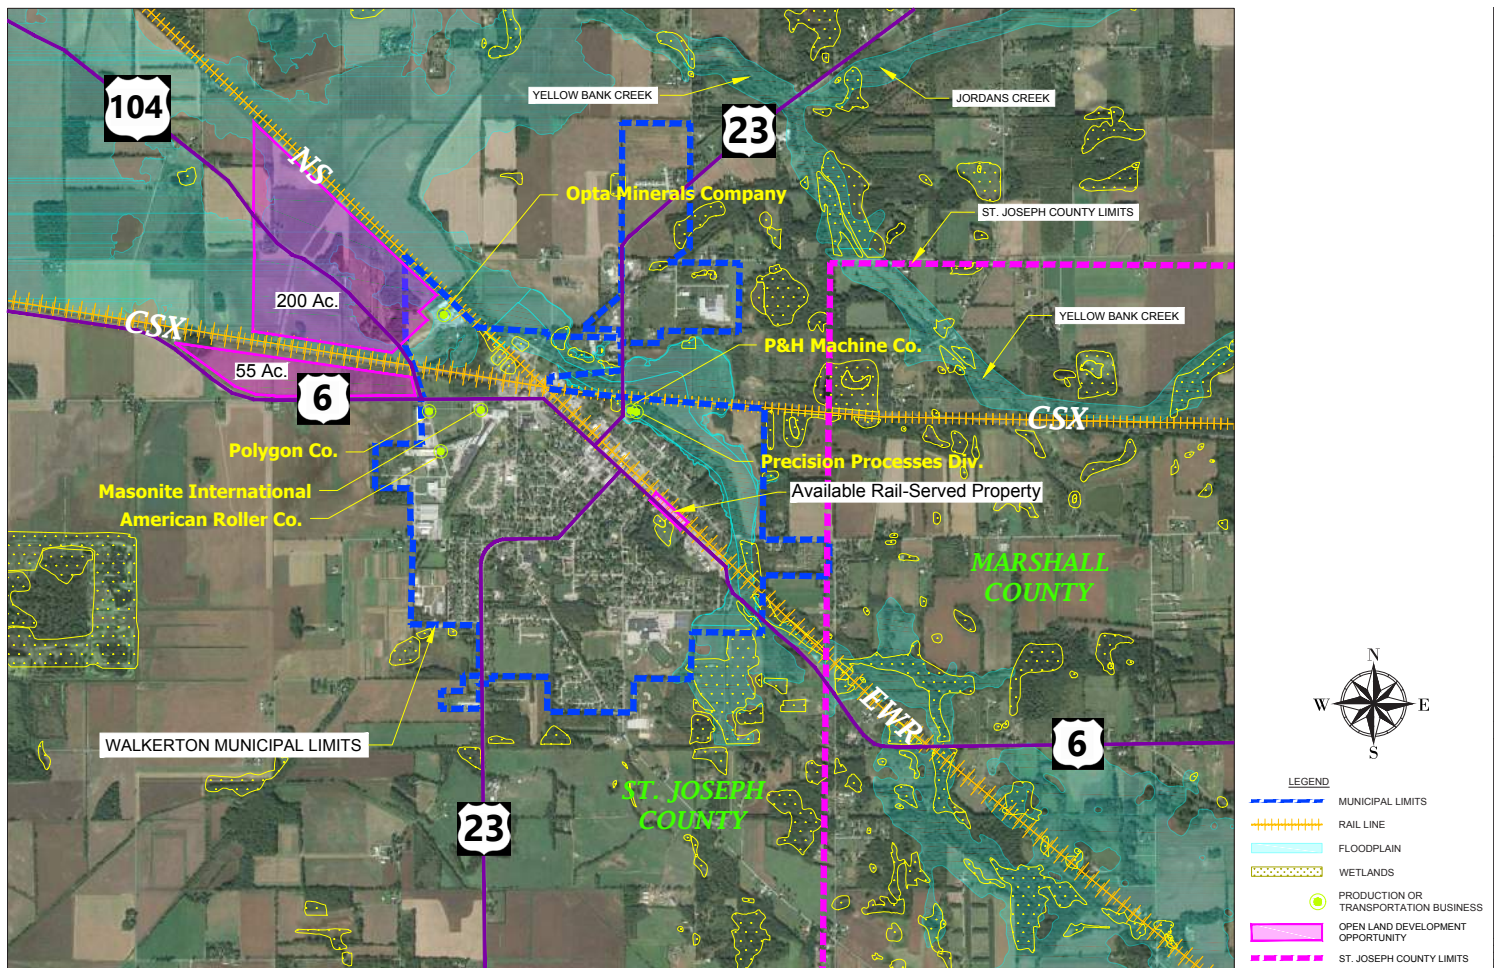 YELLOW BANK CREEK
JORDANS CREEK
104
23
NS
Opta Minerals Company
ST. JOSEPH COUNTY LIMITS
200 Ac.
CSX
YELLOW BANK CREEK
P&H Machine Co.
55 Ac.
6
CSX
Polygon Co.
Precision Processes Div.
Masonite International
Available Rail-Served Property
American Roller Co.
MARSHALL
COUNTY
EWR
6
WALKERTON MUNICIPAL LIMITS
ST. JOSEPH
COUNTY
23
N
W
E
S
LEGEND
MUNICIPAL LIMITS
RAIL LINE
FLOODPLAIN
WETLANDS
PRODUCTION OR
TRANSPORTATION BUSINESS
OPEN LAND DEVELOPMENT
OPPORTUNITY
ST. JOSEPH COUNTY LIMITS